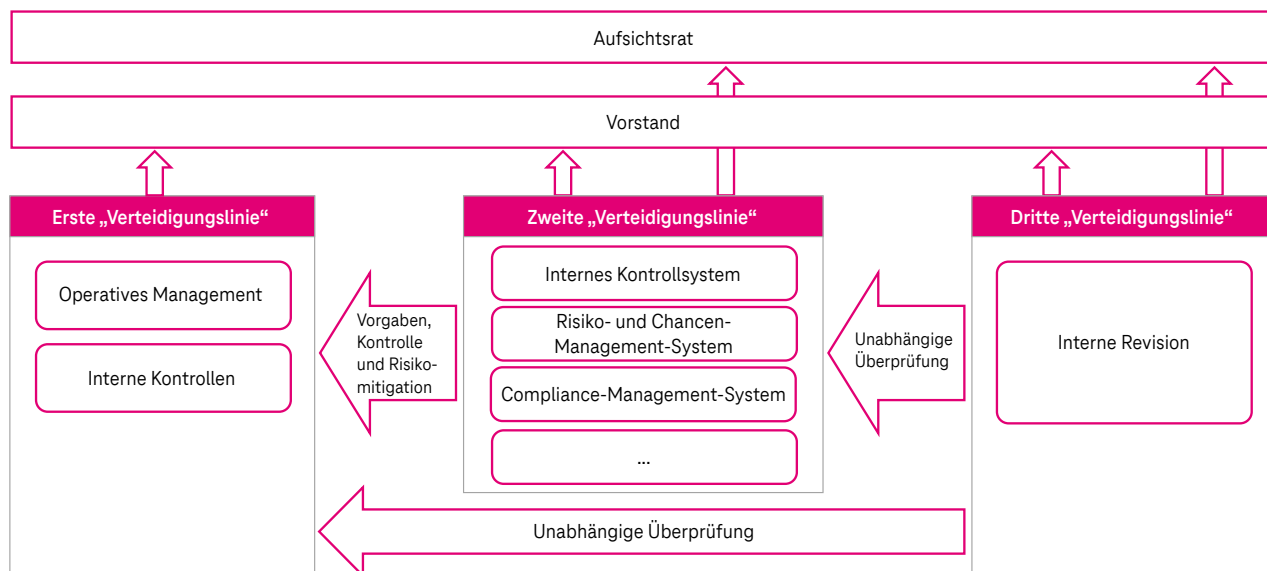 Aufsichtsrat
Vorstand
Erste „Verteidigungslinie“
Operatives Management
Interne Kontrollen
Vorgaben,
Kontrolle
und Risiko-
mitigation
Zweite „Verteidigungslinie“
Internes Kontrollsystem
Risiko- und Chancen-
Management-System
Compliance-Management-System
...
Unabhängige
Überprüfung
Dritte „Verteidigungslinie“
Interne Revision
Unabhängige Überprüfung